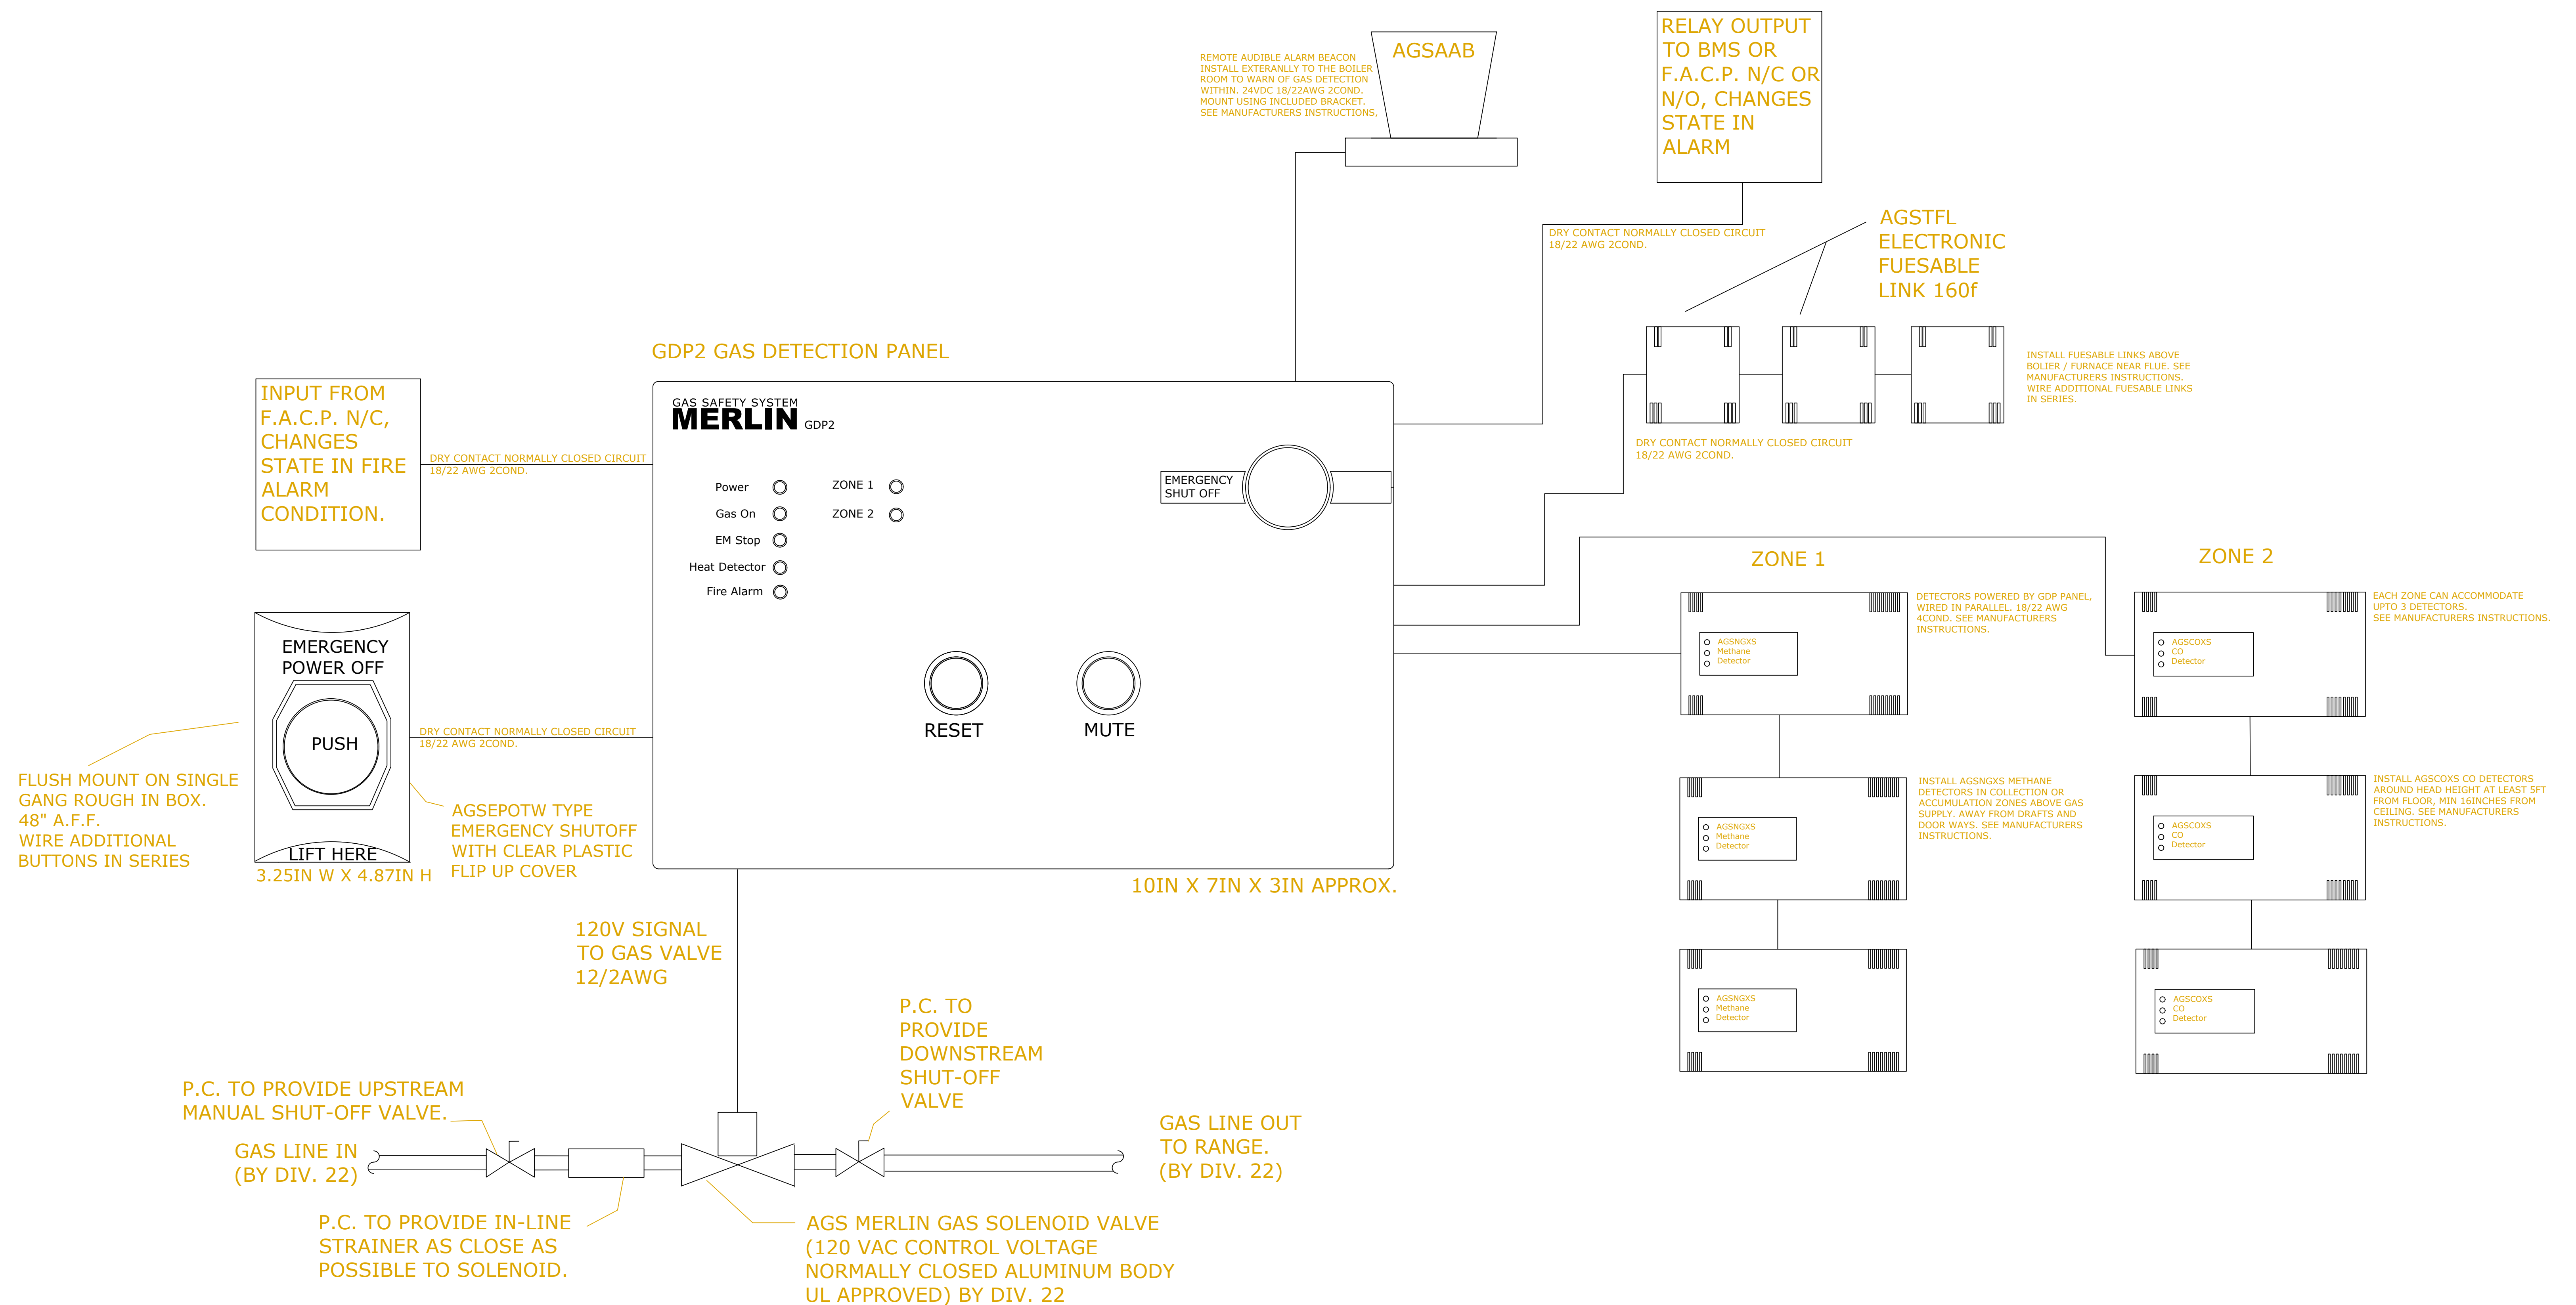 REMOTE AUDIBLE ALARM BEACON
INSTALL EXTERANLLY TO THE BOILER
ROOM TO WARN OF GAS DETECTION
WITHIN. 24VDC 18/22AWG 2COND.
MOUNT USING INCLUDED BRACKET.
SEE MANUFACTURERS INSTRUCTIONS,
AGSAAB
RELAY OUTPUT
TO BMS OR
F.A.C.P. N/C OR
N/O, CHANGES
STATE IN
ALARM
DRY CONTACT NORMALLY CLOSED CIRCUIT
18/22 AWG 2COND.
AGSTFL
ELECTRONIC
FUESABLE
LINK 160f
INSTALL FUESABLE LINKS ABOVE
BOLIER / FURNACE NEAR FLUE. SEE
MANUFACTURERS INSTRUCTIONS.
WIRE ADDITIONAL FUESABLE LINKS
IN SERIES.
DRY CONTACT NORMALLY CLOSED CIRCUIT
18/22 AWG 2COND.
GDP2 GAS DETECTION PANEL
INPUT FROM
F.A.C.P. N/C,
CHANGES
STATE IN FIRE
ALARM
CONDITION.
DRY CONTACT NORMALLY CLOSED CIRCUIT
18/22 AWG 2COND.
GAS SAFETY SYSTEM
MERLIN GDP2
Power
Gas On
EM Stop
Heat Detector
Fire Alarm
ZONE 1
ZONE 2
EMERGENCY
SHUT OFF
RESET
MUTE
10IN X 7IN X 3IN APPROX.
EMERGENCY
POWER OFF
PUSH
LIFT HERE
3.25IN W X 4.87IN H
DRY CONTACT NORMALLY CLOSED CIRCUIT
18/22 AWG 2COND.
FLUSH MOUNT ON SINGLE
GANG ROUGH IN BOX.
48" A.F.F.
WIRE ADDITIONAL
BUTTONS IN SERIES
AGSEPOTW TYPE
EMERGENCY SHUTOFF
WITH CLEAR PLASTIC
FLIP UP COVER
ZONE 1
AGSNGXS
Methane
Detector
DETECTORS POWERED BY GDP PANEL,
WIRED IN PARALLEL. 18/22 AWG
4COND. SEE MANUFACTURERS
INSTRUCTIONS.
AGSNGXS
Methane
Detector
INSTALL AGSNGXS METHANE
DETECTORS IN COLLECTION OR
ACCUMULATION ZONES ABOVE GAS
SUPPLY. AWAY FROM DRAFTS AND
DOOR WAYS. SEE MANUFACTURERS
INSTRUCTIONS.
AGSNGXS
Methane
Detector
ZONE 2
AGSCOXS
CO
Detector
EACH ZONE CAN ACCOMMODATE
UPTO 3 DETECTORS.
SEE MANUFACTURERS INSTRUCTIONS.
AGSCOXS
CO
Detector
INSTALL AGSCOXS CO DETECTORS
AROUND HEAD HEIGHT AT LEAST 5FT
FROM FLOOR, MIN 16INCHES FROM
CEILING. SEE MANUFACTURERS
INSTRUCTIONS.
AGSCOXS
CO
Detector
120V SIGNAL
TO GAS VALVE
12/2AWG
P.C. TO
PROVIDE
DOWNSTREAM
SHUT-OFF
VALVE
P.C. TO PROVIDE UPSTREAM
MANUAL SHUT-OFF VALVE.
GAS LINE IN
(BY DIV. 22)
GAS LINE OUT
TO RANGE.
(BY DIV. 22)
P.C. TO PROVIDE IN-LINE
STRAINER AS CLOSE AS
POSSIBLE TO SOLENOID.
AGS MERLIN GAS SOLENOID VALVE
(120 VAC CONTROL VOLTAGE
NORMALLY CLOSED ALUMINUM BODY
UL APPROVED) BY DIV. 22